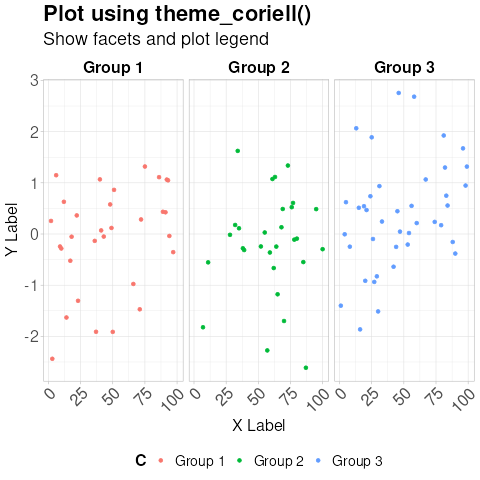 Plot using theme_coriell()
Show facets and plot legend
Group 1 Group 2 Group 3
3
2
1
0
-1
-2
Y Label
0 25 50 75 100 0 25 50 75 100 0 25 50 75 100
X Label
C Group 1 Group 2 Group 3